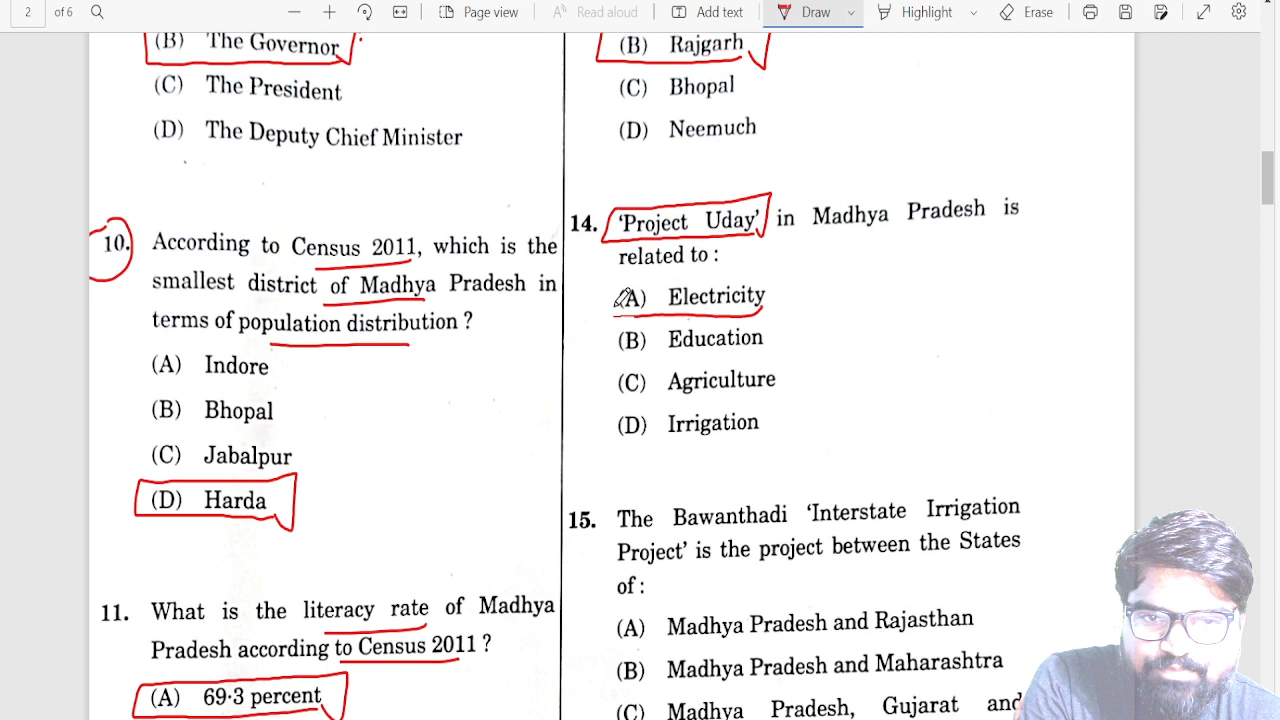 2 of 6 Page view Read aloud Add text Draw Highlight Erase
(B) The Governor
(C) The President
(D) The Deputy Chief Minister
10. According to Census 2011, which is the
smallest district of Madhya Pradesh in
terms of population distribution ?
(A) Indore
(B) Bhopal
(C) Jabalpur
(D) Harda
11. What is the literacy rate of Madhya
Pradesh according to Census 2011 ?
(A) 69·3 percent
(B) Rajgarh
(C) Bhopal
(D) Neemuch
14. 'Project Uday' in Madhya Pradesh is
related to :
(A) Electricity
(B) Education
(C) Agriculture
(D) Irrigation
15. The Bawanthadi 'Interstate Irrigation
Project' is the project between the States
of :
(A) Madhya Pradesh and Rajasthan
(B) Madhya Pradesh and Maharashtra
(C) Madhya Pradesh, Gujarat and